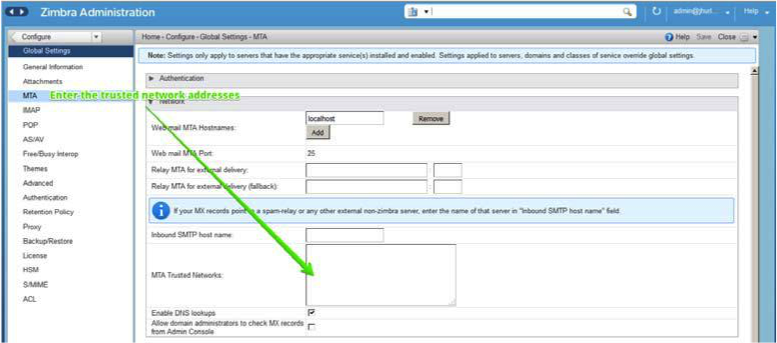 Zimbra Administration
admin@jhurl...
Help
Configure
Home - Configure - Global Settings - MTA
Help Save Close
Global Settings
Note: Settings only apply to servers that have the appropriate service(s) installed and enabled. Settings applied to servers, domains and classes of service override global settings.
General Information
Attachments
Authentication
MTA
Enter the trusted network addresses
Network
IMAP
POP
AS/AV
Free/Busy Interop
Themes
Advanced
Authentication
Retention Policy
Proxy
Backup/Restore
License
HSM
S/MIME
ACL
Web mail MTA Hostnames:
localhost
Remove
Add
Web mail MTA Port:
25
Relay MTA for external delivery:
:
Relay MTA for external delivery (fallback):
:
If your MX records point to a spam-relay or any other external non-zimbra server, enter the name of that server in "Inbound SMTP host name" field.
Inbound SMTP host name:
MTA Trusted Networks:
Enable DNS lookups
Allow domain administrators to check MX records
from Admin Console